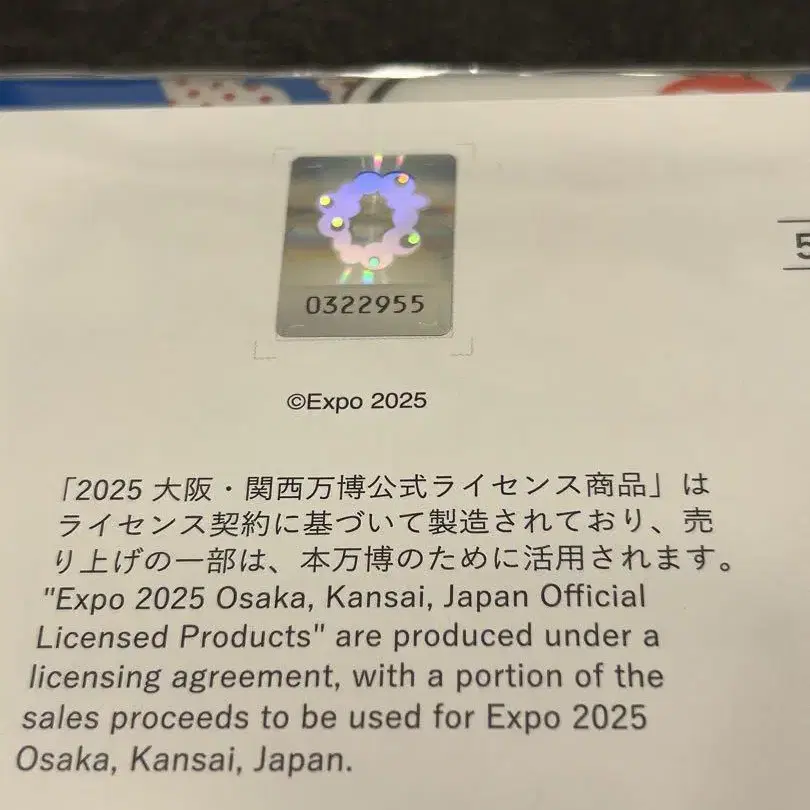 0322955
©Expo 2025
5
「2025 大阪・関西万博公式ライセンス商品」は
ライセンス契約に基づいて製造されており、売
り上げの一部は、本万博のために活用されます。
"Expo 2025 Osaka, Kansai, Japan Official
Licensed Products" are produced under a
licensing agreement, with a portion of the
sales proceeds to be used for Expo 2025
Osaka, Kansai, Japan.